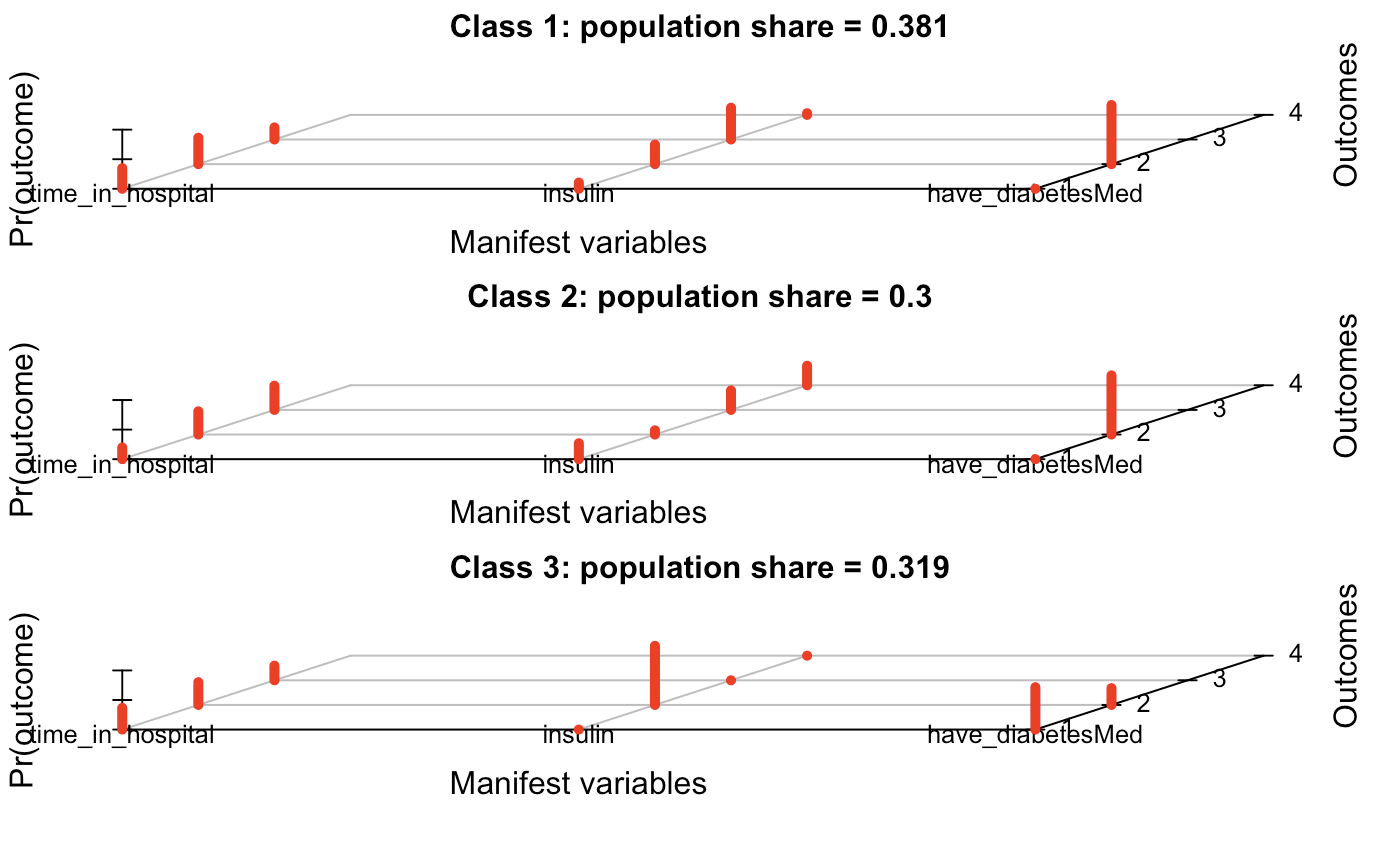 Class 1: population share = 0.381
Pr(outcome)
Outcomes
4
3
2
1
time_in_hospital
insulin
have_diabetesMed
Manifest variables
Class 2: population share = 0.3
Pr(outcome)
Outcomes
4
3
2
1
time_in_hospital
insulin
have_diabetesMed
Manifest variables
Class 3: population share = 0.319
Pr(outcome)
Outcomes
4
3
2
1
time_in_hospital
insulin
have_diabetesMed
Manifest variables